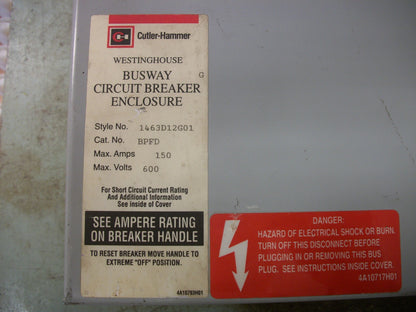 Cutler-Hammer
WESTINGHOUSE
BUSWAY G
CIRCUIT BREAKER
ENCLOSURE
Style No. 1463D12G01
Cat. No. BPFD
Max. Amps 150
Max. Volts 600
For Short Circuit Current Rating
And Additional Information
See Inside of Cover
SEE AMPERE RATING
ON BREAKER HANDLE
TO RESET BREAKER MOVE HANDLE TO
EXTREME "OFF" POSITION.
4A10793H01
DANGER:
HAZARD OF ELECTRICAL SHOCK OR BURN.
TURN OFF THIS DISCONNECT BEFORE
PLUGGING IN OR REMOVING THIS BUS
PLUG. SEE INSTRUCTIONS INSIDE COVER.
4A10717H01